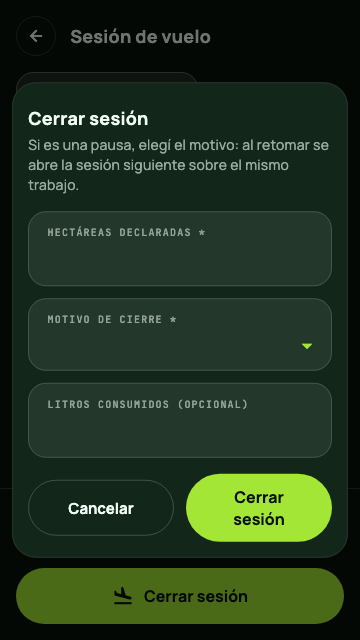 Sesión de vuelo
Cerrar sesión
Si es una pausa, elegí el motivo: al retomar se
abre la sesión siguiente sobre el mismo
trabajo.
HECTÁREAS DECLARADAS *
MOTIVO DE CIERRE *
LITROS CONSUMIDOS (OPCIONAL)
Cancelar
Cerrar
sesión
Cerrar sesión